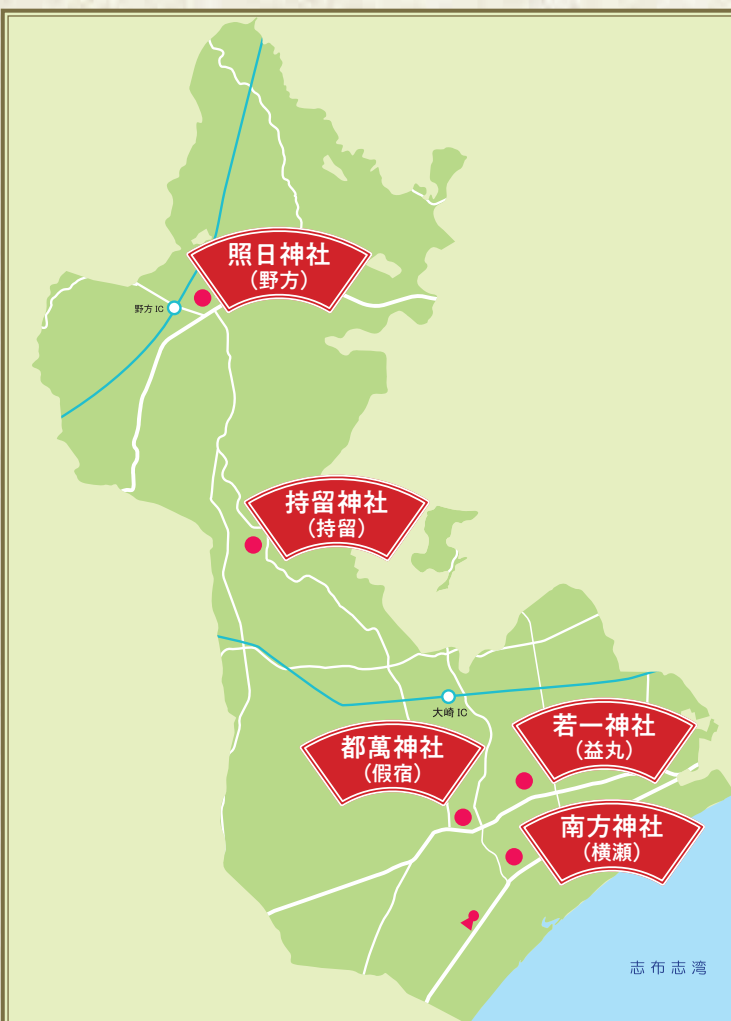 照日神社
（野方）
野方 IC
持留神社
（持留）
大崎 IC
若一神社
（益丸）
都萬神社
（假宿）
南方神社
（横瀬）
志布志湾